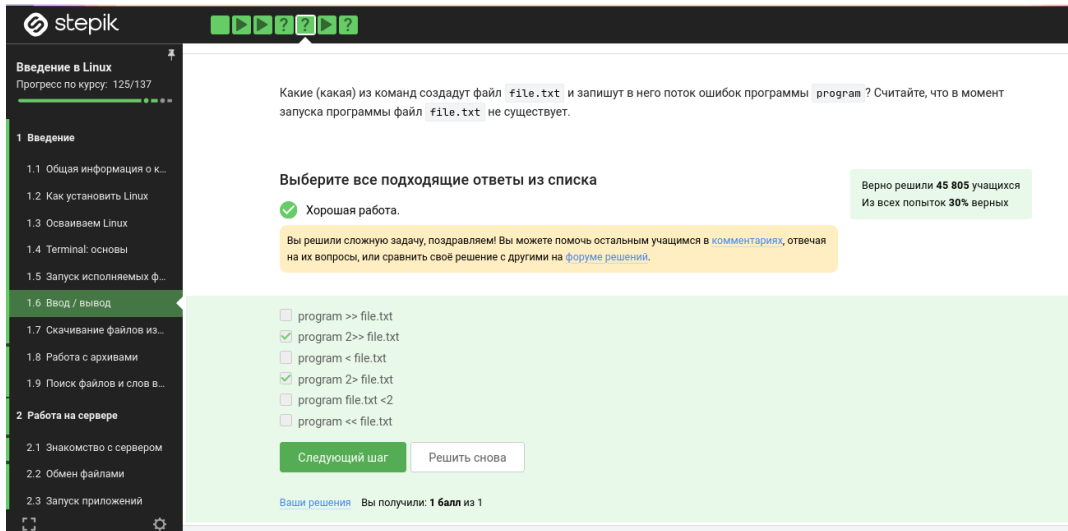 stepik
Введение в Linux
Прогресс по курсу: 125/137
1 Введение
1.1 Общая информация о к...
1.2 Как установить Linux
1.3 Осваиваем Linux
1.4 Terminal: основы
1.5 Запуск исполняемых ф...
1.6 Ввод / вывод
1.7 Скачивание файлов из...
1.8 Работа с архивами
1.9 Поиск файлов и слов в...
2 Работа на сервере
2.1 Знакомство с сервером
2.2 Обмен файлами
2.3 Запуск приложений
? ? ?
Какие (какая) из команд создадут файл file.txt и запишут в него поток ошибок программы program? Считайте, что в момент
запуска программы файл file.txt не существует.
Выберите все подходящие ответы из списка
Верно решили 45 805 учащихся
Из всех попыток 30% верных
Хорошая работа.
Вы решили сложную задачу, поздравляем! Вы можете помочь остальным учащимся в комментариях, отвечая
на их вопросы, или сравнить своё решение с другими на форуме решений.
program >> file.txt
program 2>> file.txt
program < file.txt
program 2> file.txt
program file.txt <2
program << file.txt
Следующий шаг
Решить снова
Ваши решения Вы получили: 1 балл из 1